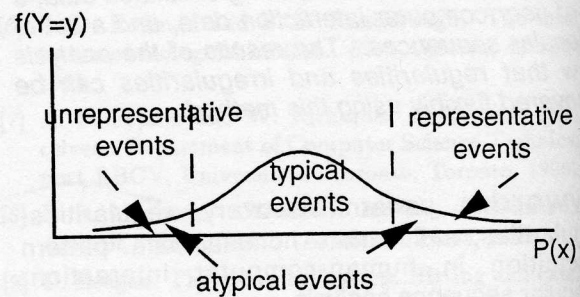 f(Y=y)
unrepresentative events
representative events
typical events
P(x)
atypical events